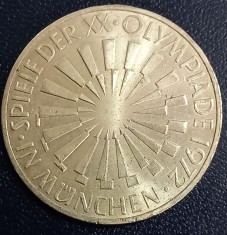 · SPIELE DER XX · OLYMPIADE 1972 ·
IN MÜNCHEN